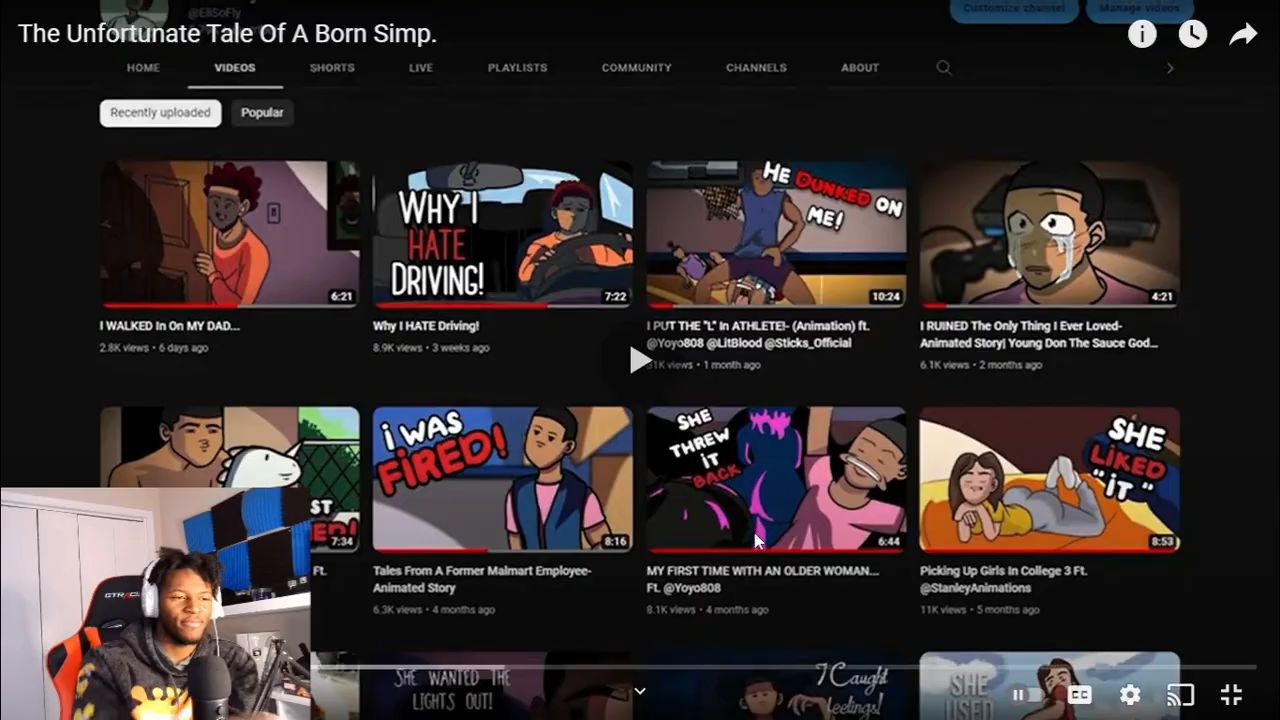 @EliSoFly
Customize channel
Manage videos
The Unfortunate Tale Of A Born Simp.
HOME
VIDEOS
SHORTS
LIVE
PLAYLISTS
COMMUNITY
CHANNELS
ABOUT
Recently uploaded
Popular
6:21
WHY I
HATE
DRIVING!
7:22
HE DUNKED ON
ME!
10:24
4:21
I WALKED In On MY DAD...
2.8K views • 6 days ago
Why I HATE Driving!
8.9K views • 3 weeks ago
I PUT THE "L" In ATHLETE!- (Animation) ft.
@Yoyo808 @LitBlood @Sticks_Official
31K views • 1 month ago
I RUINED The Only Thing I Ever Loved-
Animated Story| Young Don The Sauce God...
6.1K views • 2 months ago
7:34
I WAS
FIRED!
8:16
SHE
THREW
IT
BACK
6:44
SHE
LIKED
"IT"
8:53
Ft.
Tales From A Former Malmart Employee-
Animated Story
6.3K views • 4 months ago
MY FIRST TIME WITH AN OLDER WOMAN...
Ft. @Yoyo808
8.1K views • 4 months ago
Picking Up Girls In College 3 Ft.
@StanleyAnimations
11K views • 5 months ago
SHE WANTED THE
LIGHTS OUT!
I Caught
feelings!
SHE
USED
CC